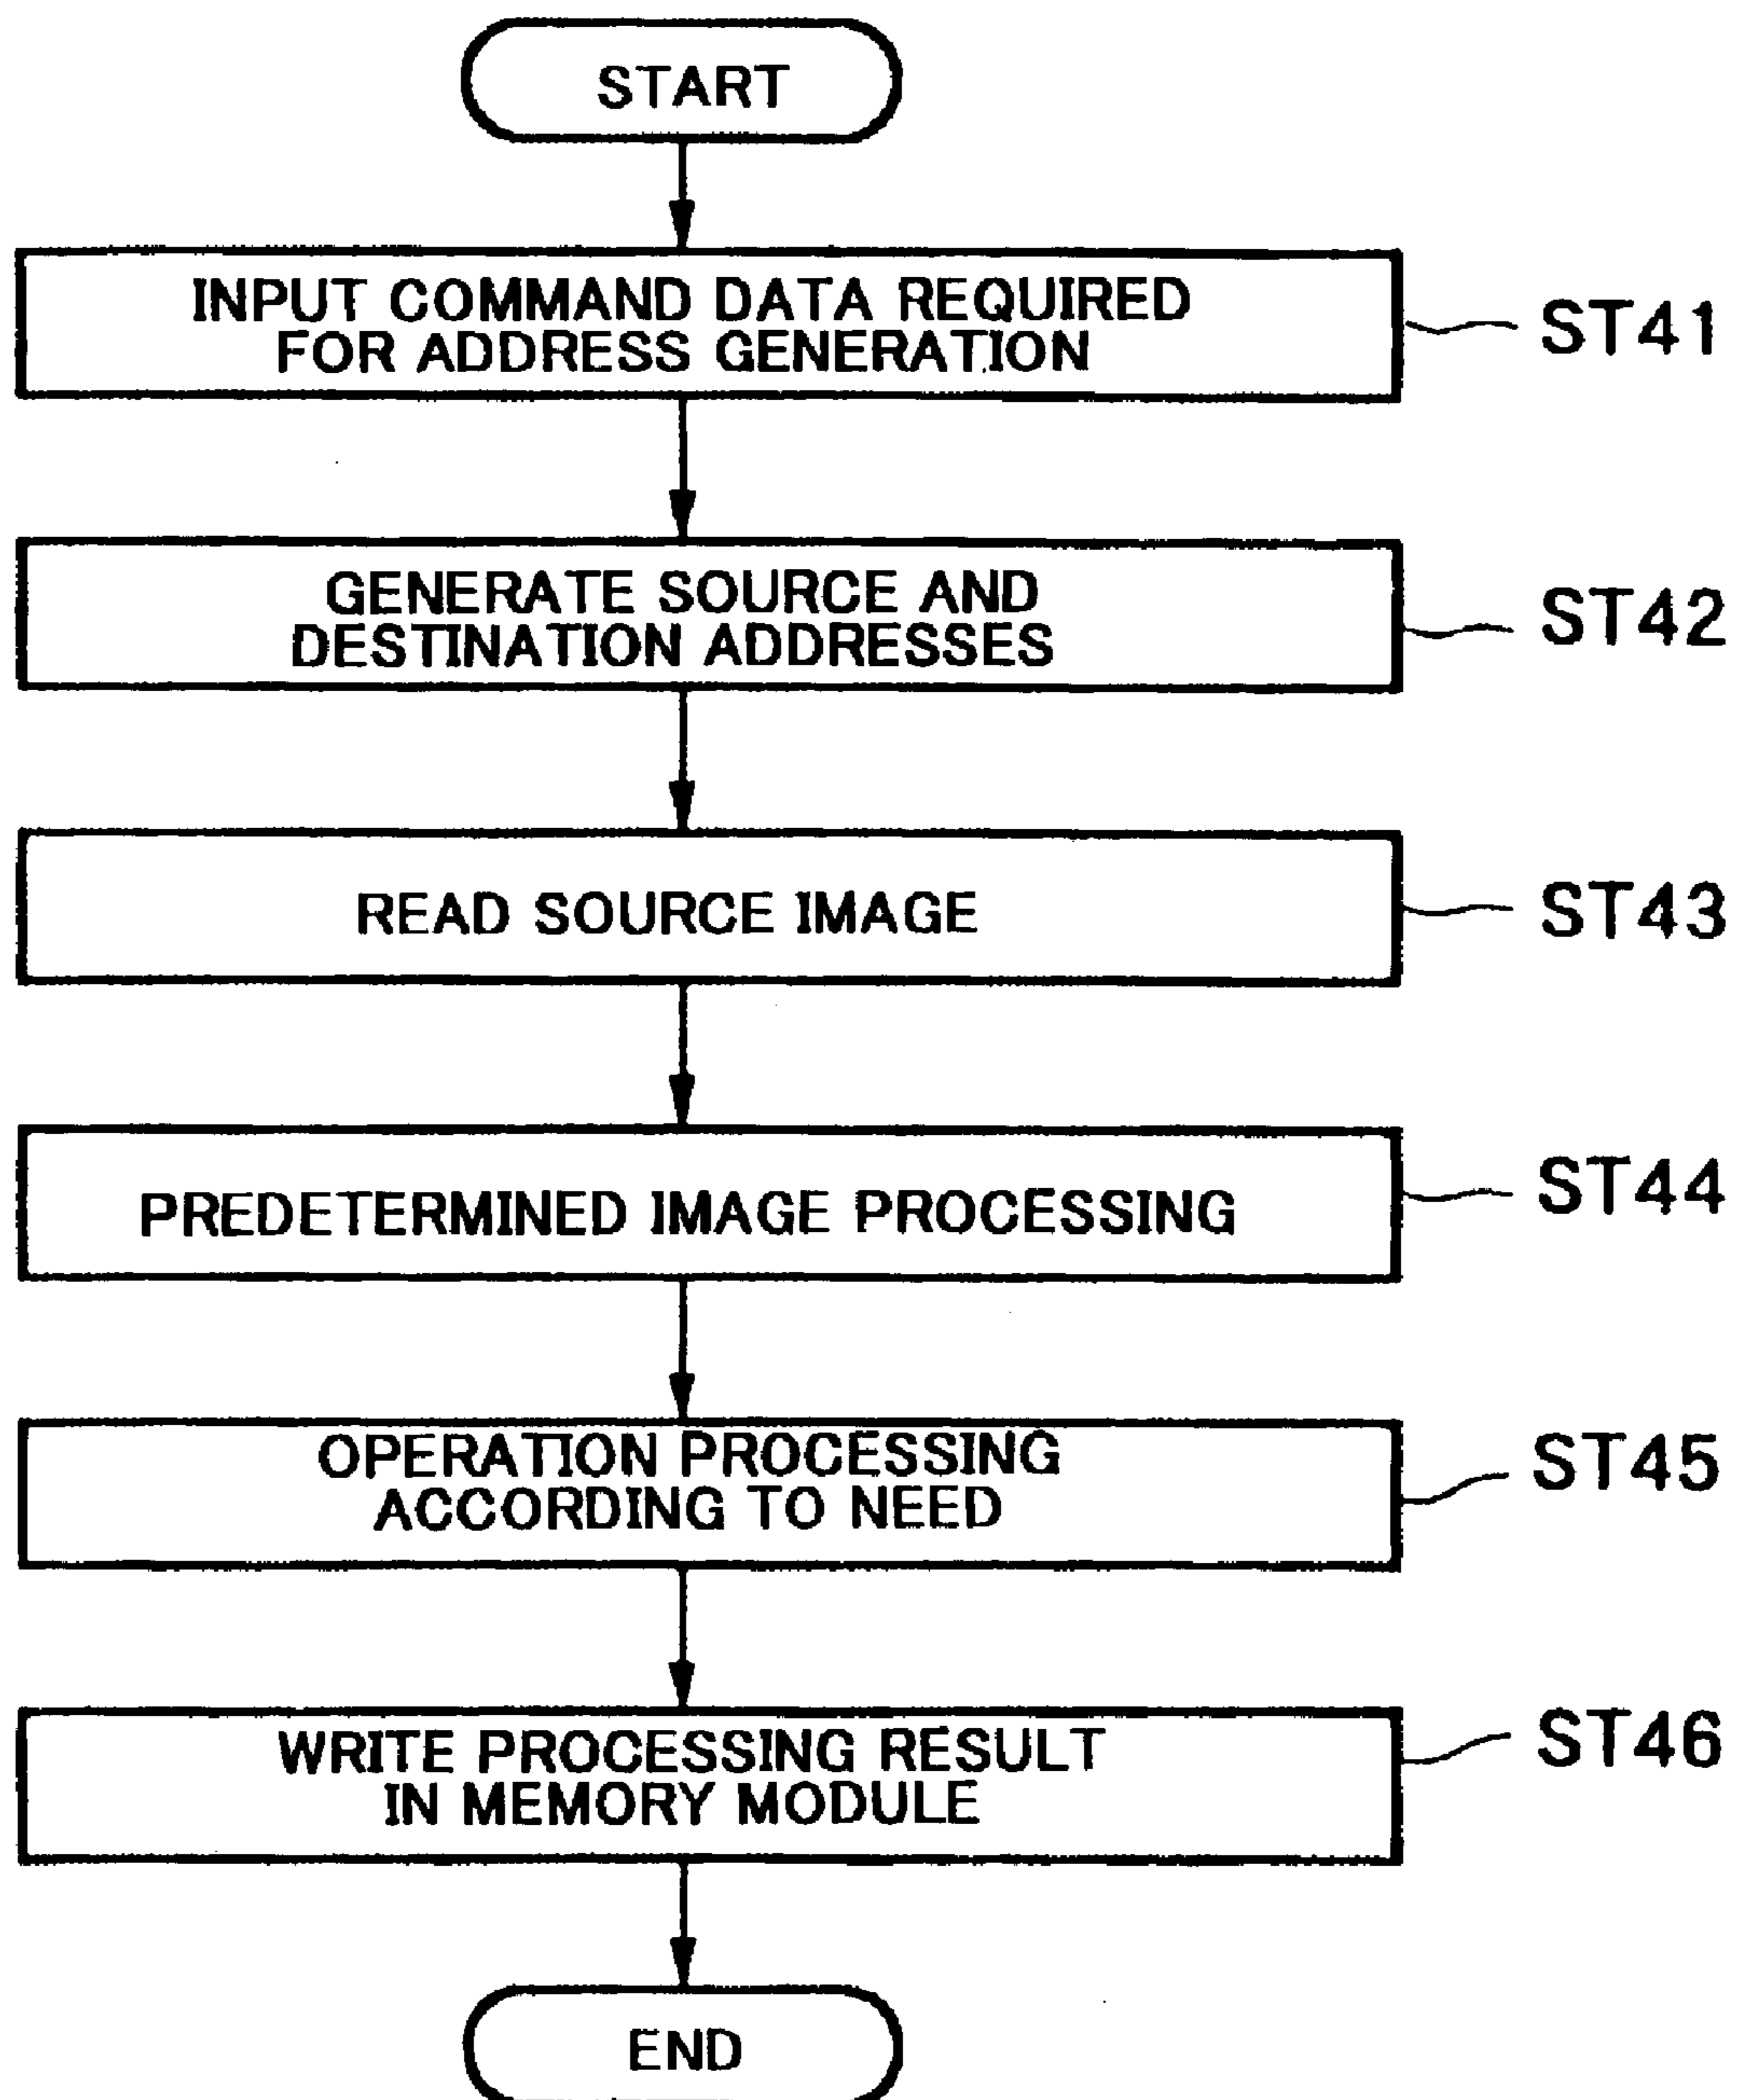 START
INPUT COMMAND DATA REQUIRED
FOR ADDRESS GENERATION
ST41
GENERATE SOURCE AND
DESTINATION ADDRESSES
ST42
READ SOURCE IMAGE
ST43
PREDETERMINED IMAGE PROCESSING
ST44
OPERATION PROCESSING
ACCORDING TO NEED
ST45
WRITE PROCESSING RESULT
IN MEMORY MODULE
ST46
END